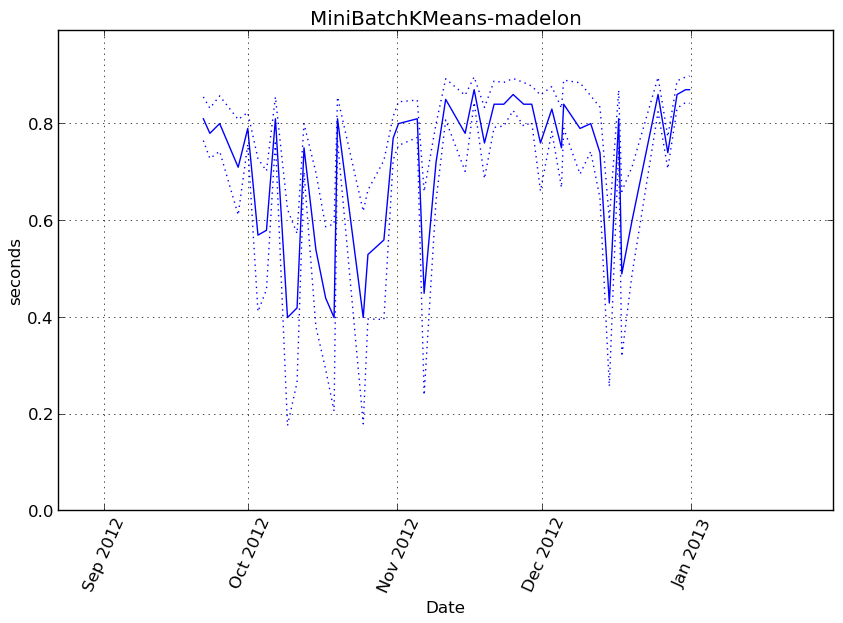 MiniBatchKMeans-madelon
seconds
0.8
0.6
0.4
0.2
0.0
Sep 2012
Oct 2012
Nov 2012
Dec 2012
Jan 2013
Date